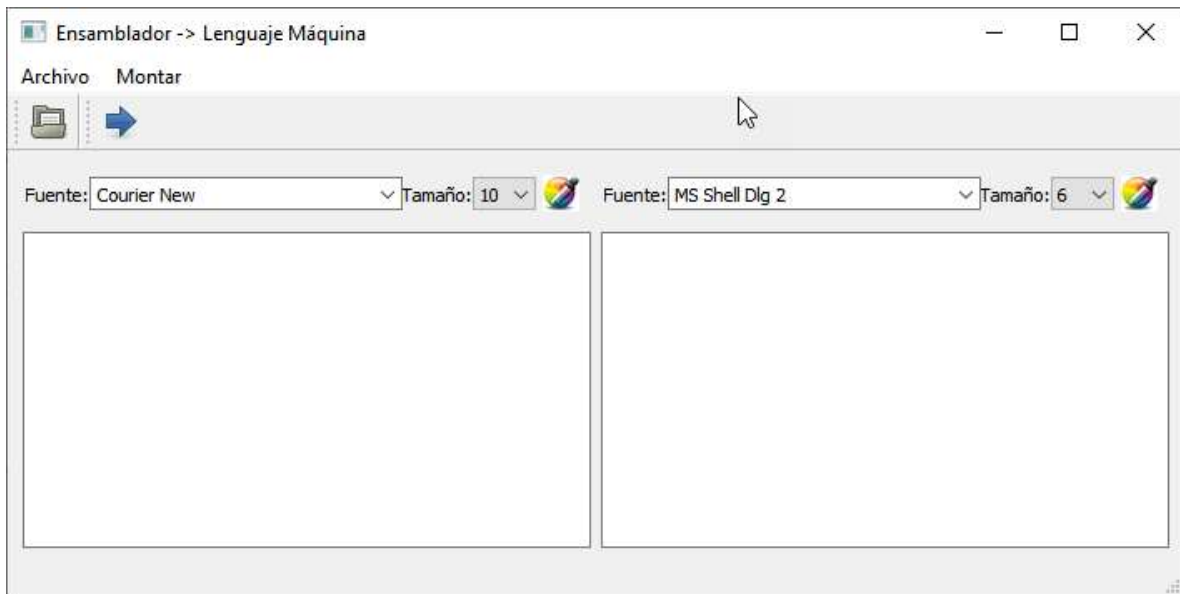 Ensamblador -> Lenguaje Máquina
Archivo Montar
Fuente: Courier New Tamaño: 10 Fuente: MS Shell Dlg 2 Tamaño: 6